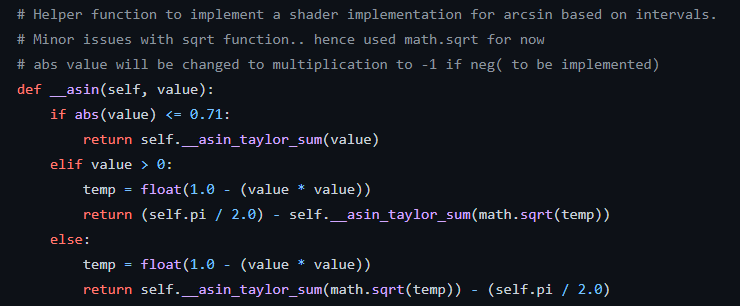 # Helper function to implement a shader implementation for arcsin based on intervals.
# Minor issues with sqrt function.. hence used math.sqrt for now
# abs value will be changed to multiplication to -1 if neg( to be implemented)
def __asin(self, value):
    if abs(value) <= 0.71:
        return self.__asin_taylor_sum(value)
    elif value > 0:
        temp = float(1.0 - (value * value))
        return (self.pi / 2.0) - self.__asin_taylor_sum(math.sqrt(temp))
    else:
        temp = float(1.0 - (value * value))
        return self.__asin_taylor_sum(math.sqrt(temp)) - (self.pi / 2.0)